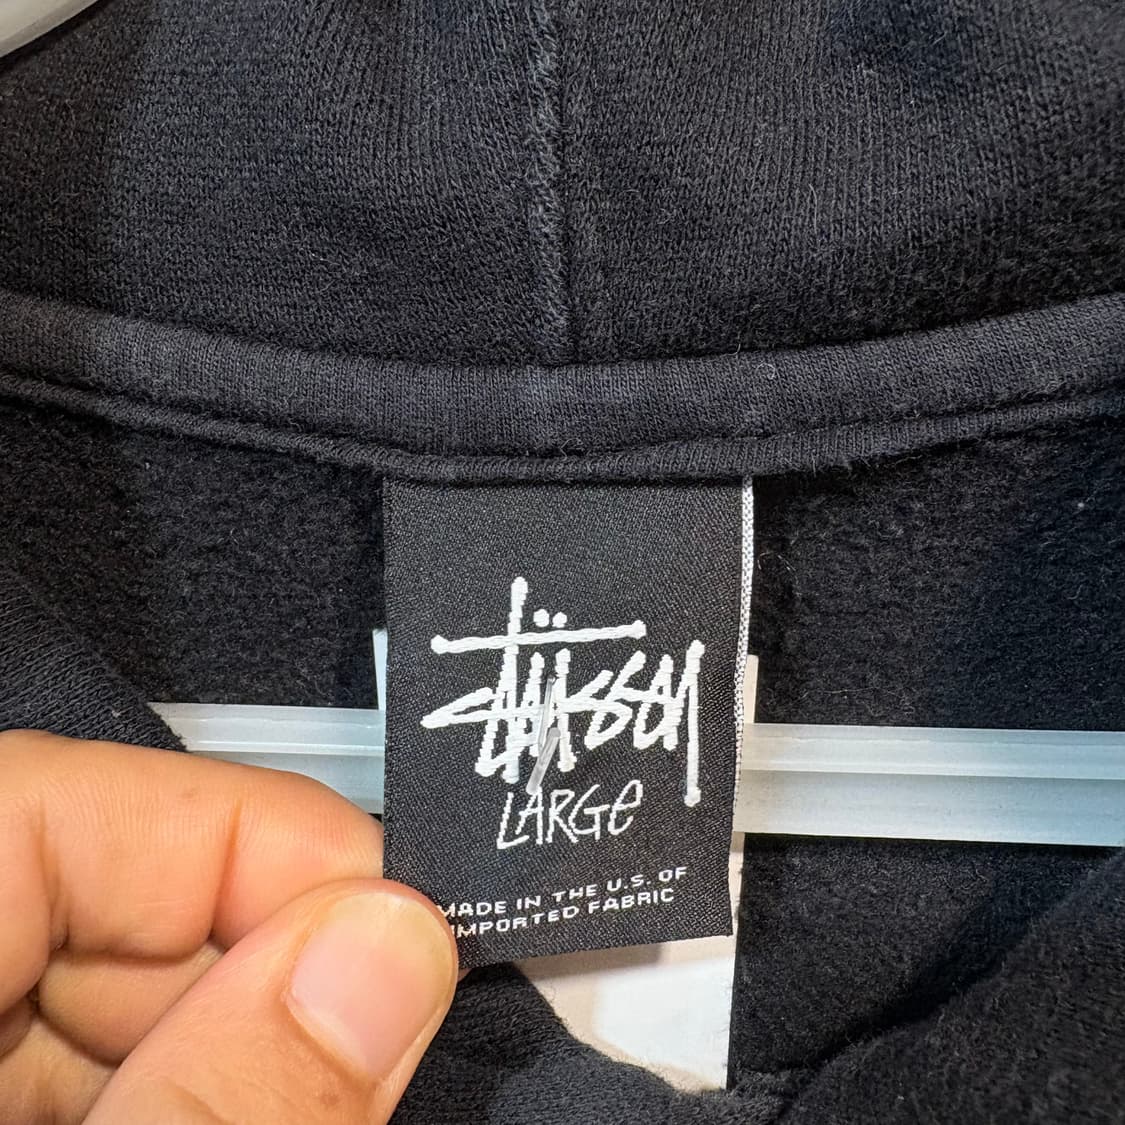 Stüssy
LARGe
MADE IN THE U.S. OF
IMPORTED FABRIC